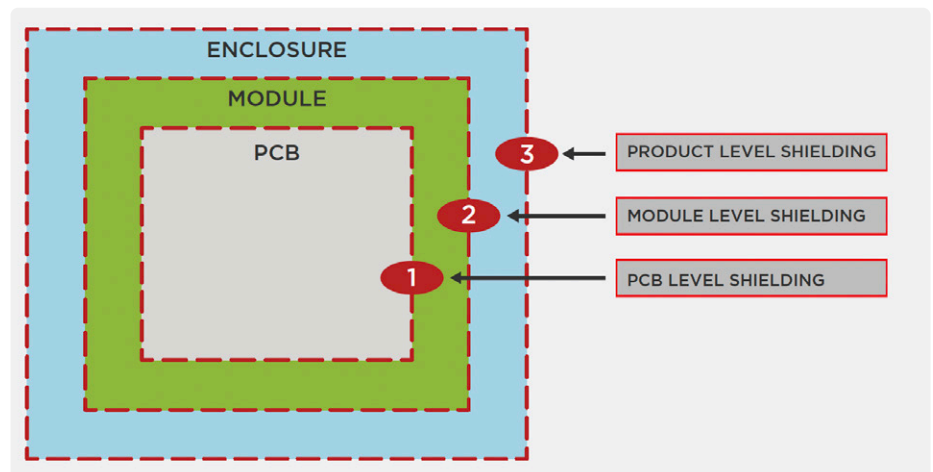 ENCLOSURE
MODULE
PCB
3
PRODUCT LEVEL SHIELDING
2
MODULE LEVEL SHIELDING
1
PCB LEVEL SHIELDING